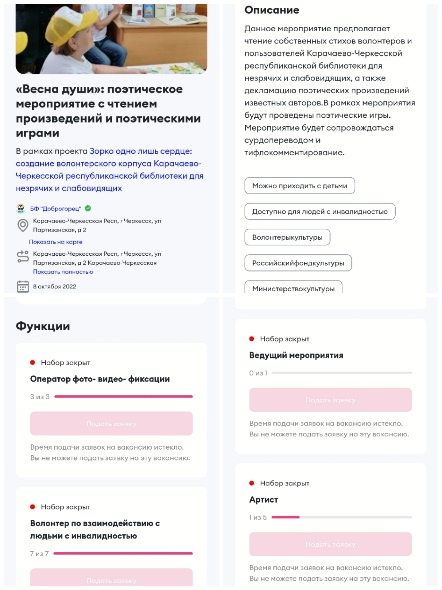 «Весна души»: поэтическое
мероприятие с чтением
произведений и поэтическими
играми
В рамках проекта Зорко одно лишь сердце:
создание волонтерского корпуса Карачаево-
Черкесской республиканской библиотеки для
незрячих и слабовидящих
БФ "Доброгорец"
Карачаево-Черкесская Респ, г Черкесск, ул
Партизанская, д 2
Показать на карте
Карачаево-Черкесская Респ, г Черкесск, ул
Партизанская, д 2 Карачаево-Черкесская
Показать полностью
8 октября 2022
Описание
Данное мероприятие предполагает
чтение собственных стихов волонтеров и
пользователей Карачаево-Черкесской
республиканской библиотеки для
незрячих и слабовидящих, а также
декламацию поэтических произведений
известных авторов.В рамках мероприятия
будут проведены поэтические игры.
Мероприятие будет сопровождаться
сурдопереводом и
тифлокомментирование.
Можно приходить с детьми
Доступно для людей с инвалидностью
Волонтерыкультуры
Российскийфондкультуры
Министерствокультуры
Функции
Набор закрыт
Оператор фото- видео- фиксации
3 из 3
Подать заявку
Время подачи заявок на вакансию истекло.
Вы не можете подать заявку на эту вакансию.
Набор закрыт
Волонтер по взаимодействию с
людьми с инвалидностью
7 из 7
Подать заявку
Набор закрыт
Ведущий мероприятия
0 из 1
Подать заявку
Время подачи заявок на вакансию истекло.
Вы не можете подать заявку на эту вакансию.
Набор закрыт
Артист
1 из 5
Подать заявку
Время подачи заявок на вакансию истекло.
Вы не можете подать заявку на эту вакансию.